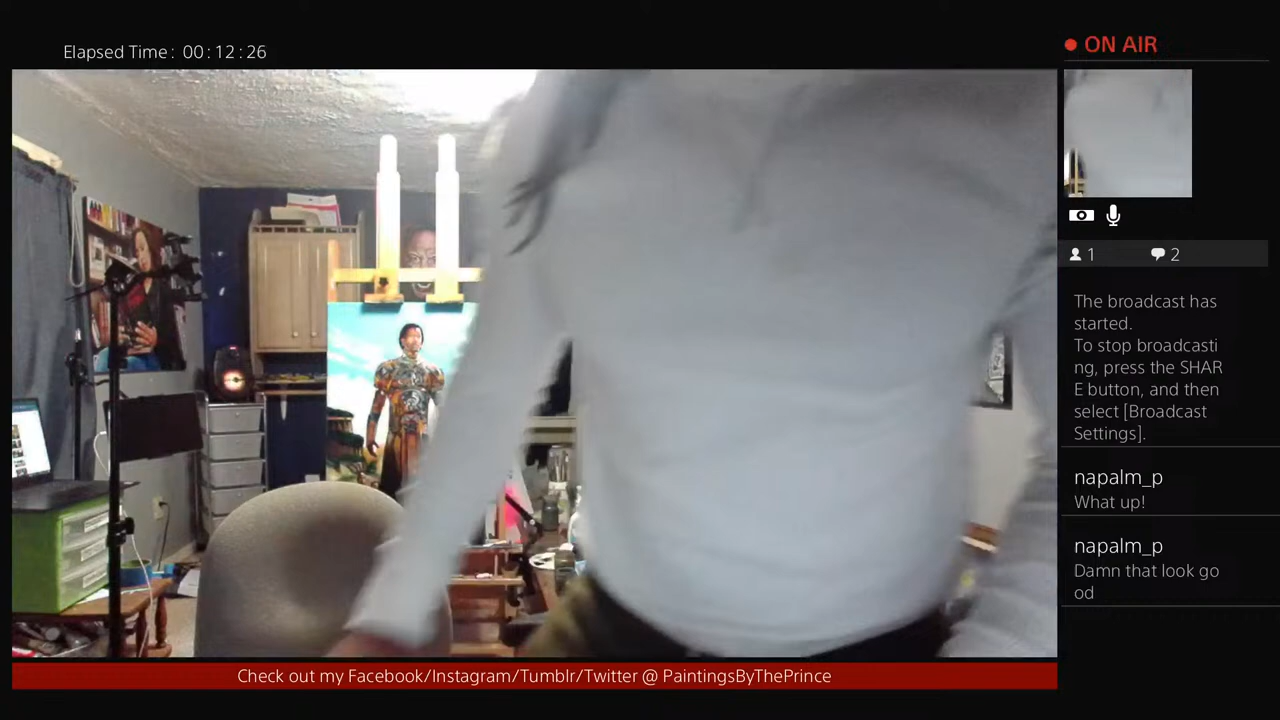 Elapsed Time: 00:12:26
ON AIR
1
2
The broadcast has
started.
To stop broadcasti
ng, press the SHAR
E button, and then
select [Broadcast
Settings].
napalm_p
What up!
napalm_p
Damn that look go
od
Check out my Facebook/Instagram/Tumblr/Twitter @ PaintingsByThePrince